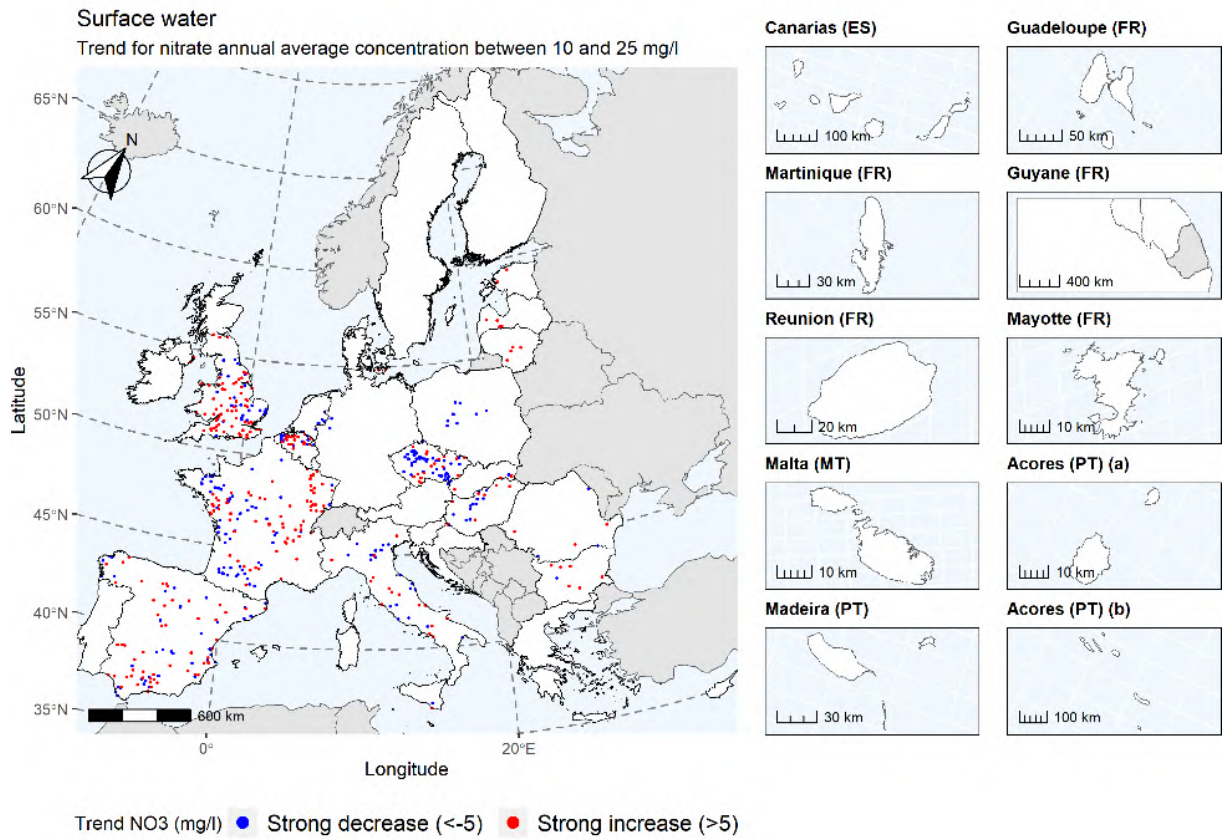 Surface water
Trend for nitrate annual average concentration between 10 and 25 mg/l
65°N
60°N
55°N
50°N
45°N
40°N
35°N
Latitude
N
600 km
0°
20°E
Longitude
Canarias (ES)
100 km
Guadeloupe (FR)
50 km
Martinique (FR)
30 km
Guyane (FR)
400 km
Reunion (FR)
20 km
Mayotte (FR)
10 km
Malta (MT)
10 km
Acores (PT) (a)
10 km
Madeira (PT)
30 km
Acores (PT) (b)
100 km
Trend NO3 (mg/l) Strong decrease (<-5) Strong increase (>5)